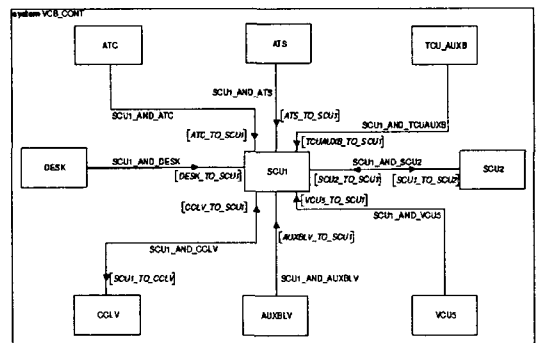 system VCB_CONT
ATC
ATS
TCU_AUXB
SCU1_AND_ATS
SCU1_AND_ATC
[ATS_TO_SCU1]
SCU1_AND_TCUAUXB
[ATC_TO_SCU1]
[TCUAUXB_TO_SCU1]
SCU1_AND_DESK
SCU1_AND_SCU2
DESK
SCU1
SCU2
[DESK_TO_SCU1]
[SCU2_TO_SCU1]
[SCU1_TO_SCU2]
[CCLV_TO_SCU1]
[VCU5_TO_SCU1]
SCU1_AND_VCU5
[AUXBLV_TO_SCU1]
SCU1_AND_CCLV
[SCU1_TO_CCLV]
SCU1_AND_AUXBLV
CCLV
AUXBLV
VCU5